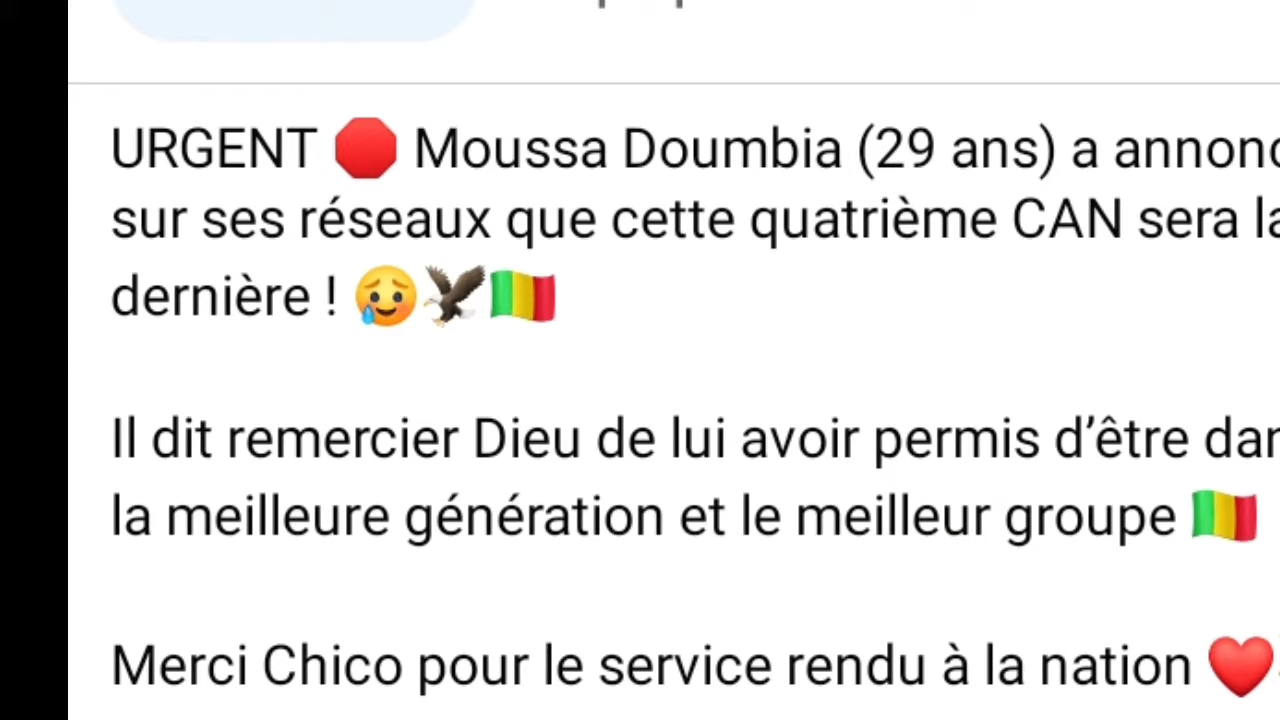 URGENT 🛑 Moussa Doumbia (29 ans) a
sur ses réseaux que cette quatrième CAN sera
dernière ! 🥲🦅🇲🇱
Il dit remercier Dieu de lui avoir permis d’être
la meilleure génération et le meilleur groupe 🇲🇱
Merci Chico pour le service rendu à la nation ❤️